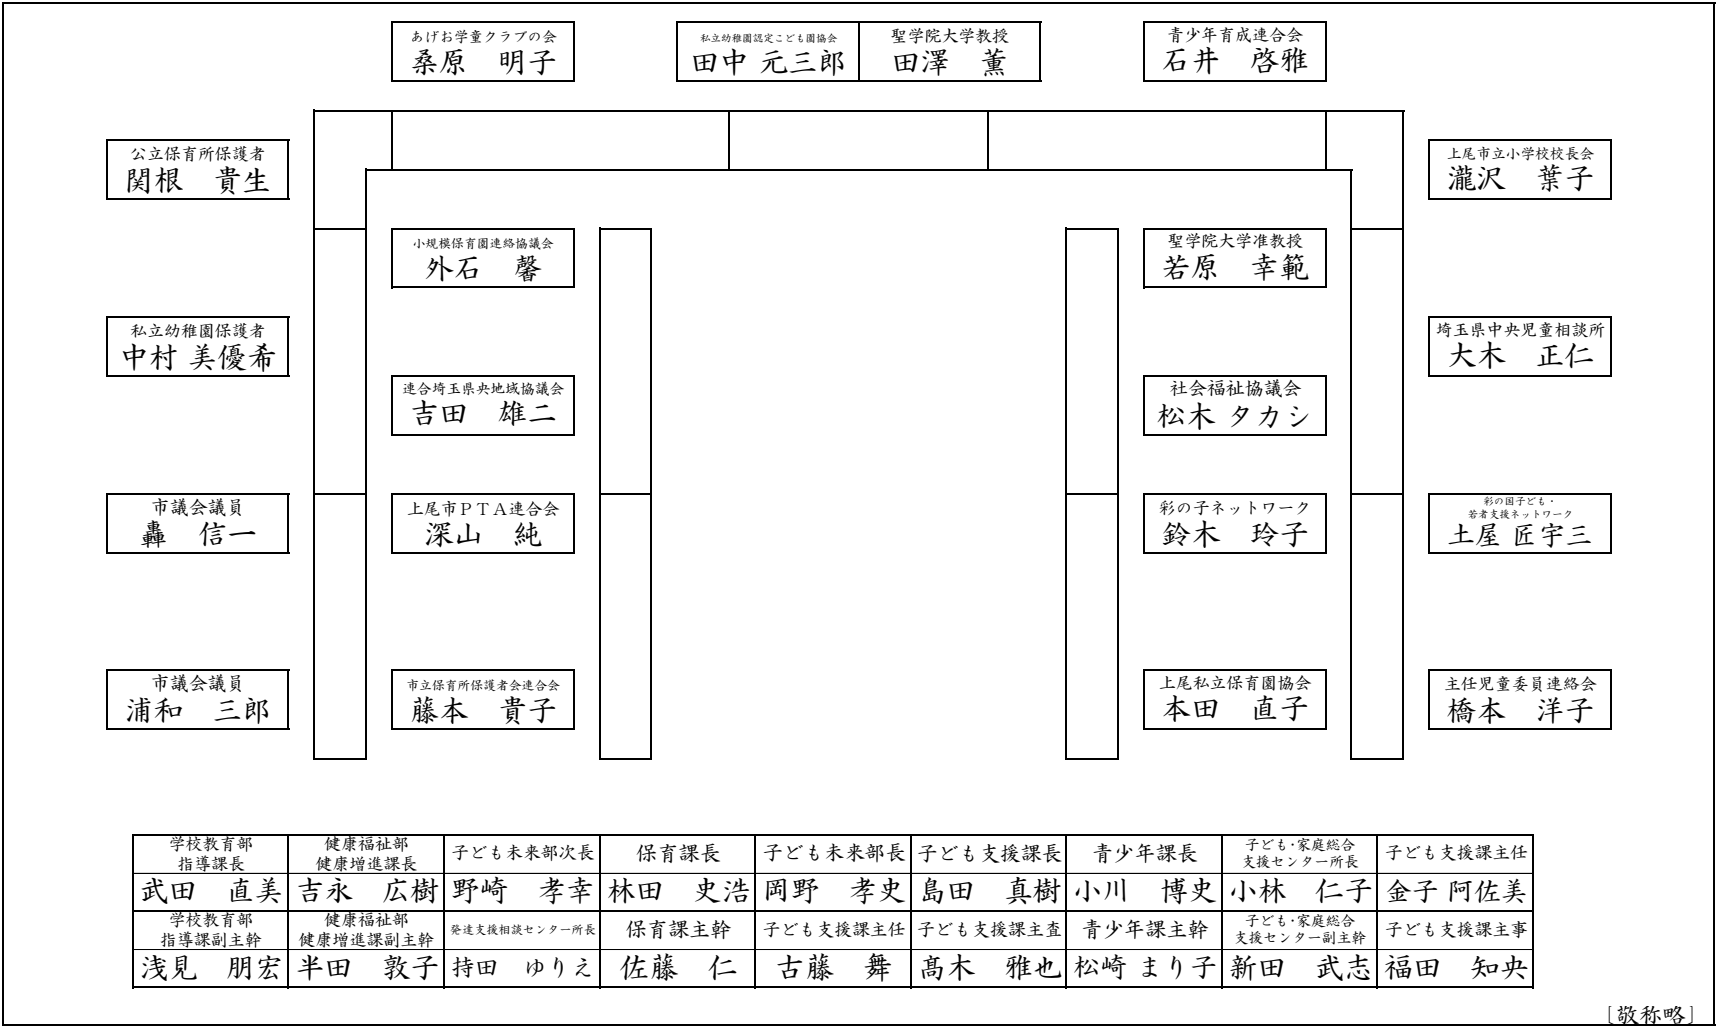 あげお学童クラブの会
桑原　明子
私立幼稚園認定こども園協会
田中 元三郎
聖学院大学教授
田澤　薫
青少年育成連合会
石井　啓雅
公立保育所保護者
関根　貴生
上尾市立小学校校長会
瀧沢　葉子
小規模保育園連絡協議会
外石　馨
聖学院大学准教授
若原　幸範
私立幼稚園保護者
中村 美優希
埼玉県中央児童相談所
大木　正仁
連合埼玉県央地域協議会
吉田　雄二
社会福祉協議会
松木 タカシ
市議会議員
轟　信一
上尾市ＰＴＡ連合会
深山　純
彩の子ネットワーク
鈴木　玲子
彩の国子ども・
若者支援ネットワーク
土屋 匠宇三
市議会議員
浦和　三郎
市立保育所保護者会連合会
藤本　貴子
上尾私立保育園協会
本田　直子
主任児童委員連絡会
橋本　洋子
学校教育部
指導課長
健康福祉部
健康増進課長
子ども未来部次長
保育課長
子ども未来部長
子ども支援課長
青少年課長
子ども・家庭総合
支援センター所長
子ども支援課主任
武田　直美
吉永　広樹
野崎　孝幸
林田　史浩
岡野　孝史
島田　真樹
小川　博史
小林　仁子
金子 阿佐美
学校教育部
指導課副主幹
健康福祉部
健康増進課副主幹
発達支援相談センター所長
保育課主幹
子ども支援課主任
子ども支援課主査
青少年課主幹
子ども・家庭総合
支援センター副主幹
子ども支援課主事
浅見　朋宏
半田　敦子
持田　ゆりえ
佐藤　仁
古藤　舞
髙木　雅也
松崎 まり子
新田　武志
福田　知央
［敬称略］